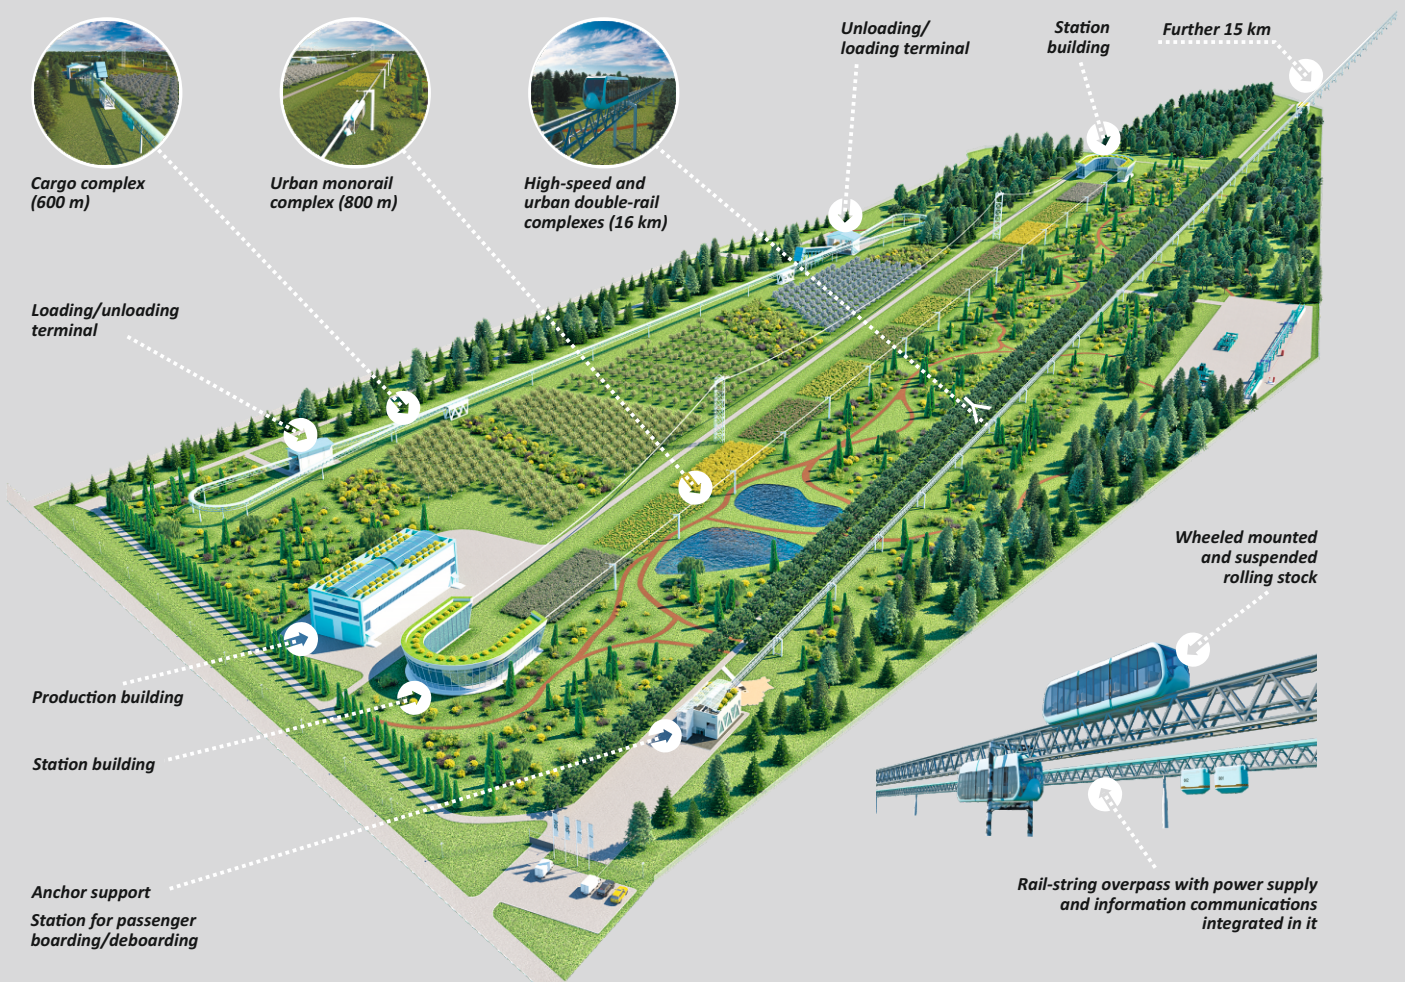 Unloading/
loading terminal
Station
building
Further 15 km
Cargo complex
(600 m)
Urban monorail
complex (800 m)
High-speed and
urban double-rail
complexes (16 km)
Loading/unloading
terminal
Wheeled mounted
and suspended
rolling stock
Production building
Station building
Anchor support
Station for passenger
boarding/deboarding
Rail-string overpass with power supply
and information communications
integrated in it